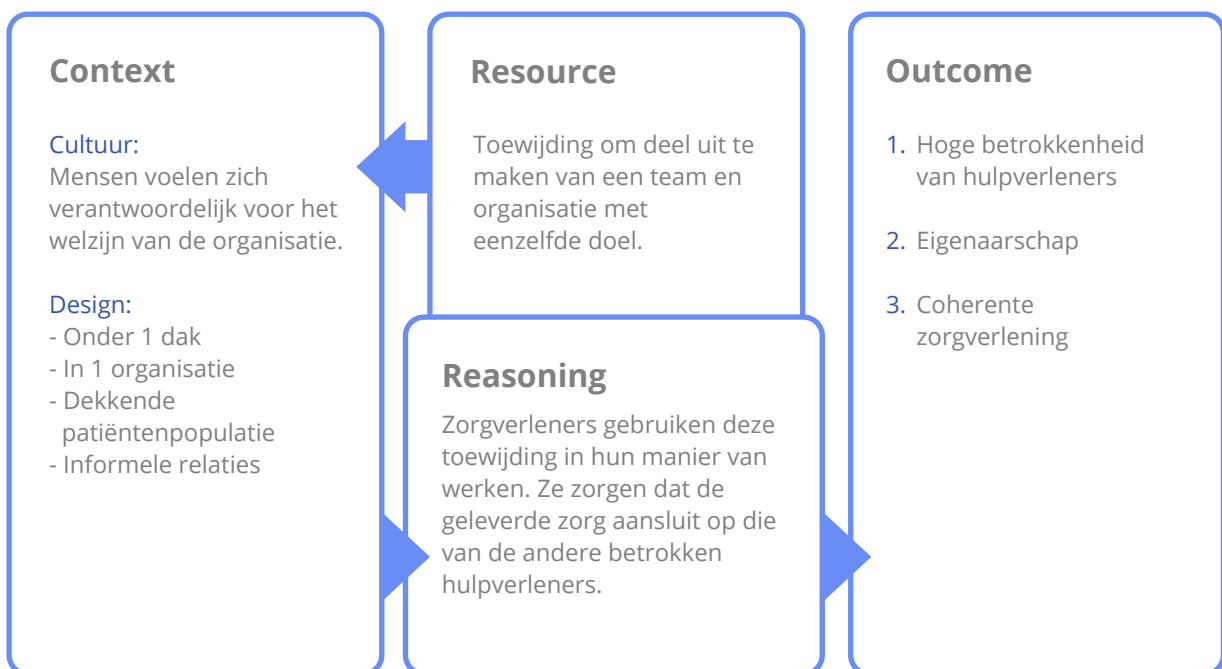 Context
Cultuur:
Mensen voelen zich
verantwoordelijk voor het
welzijn van de organisatie.
Design:
- Onder 1 dak
- In 1 organisatie
- Dekkende
patiëntenpopulatie
- Informele relaties
Resource
Toewijding om deel uit te
maken van een team en
organisatie met
eenzelfde doel.
Reasoning
Zorgverleners gebruiken deze
toewijding in hun manier van
werken. Ze zorgen dat de
geleverde zorg aansluit op die
van de andere betrokken
hulpverleners.
Outcome
1. Hoge betrokkenheid
van hulpverleners
2. Eigenaarschap
3. Coherente
zorgverlening